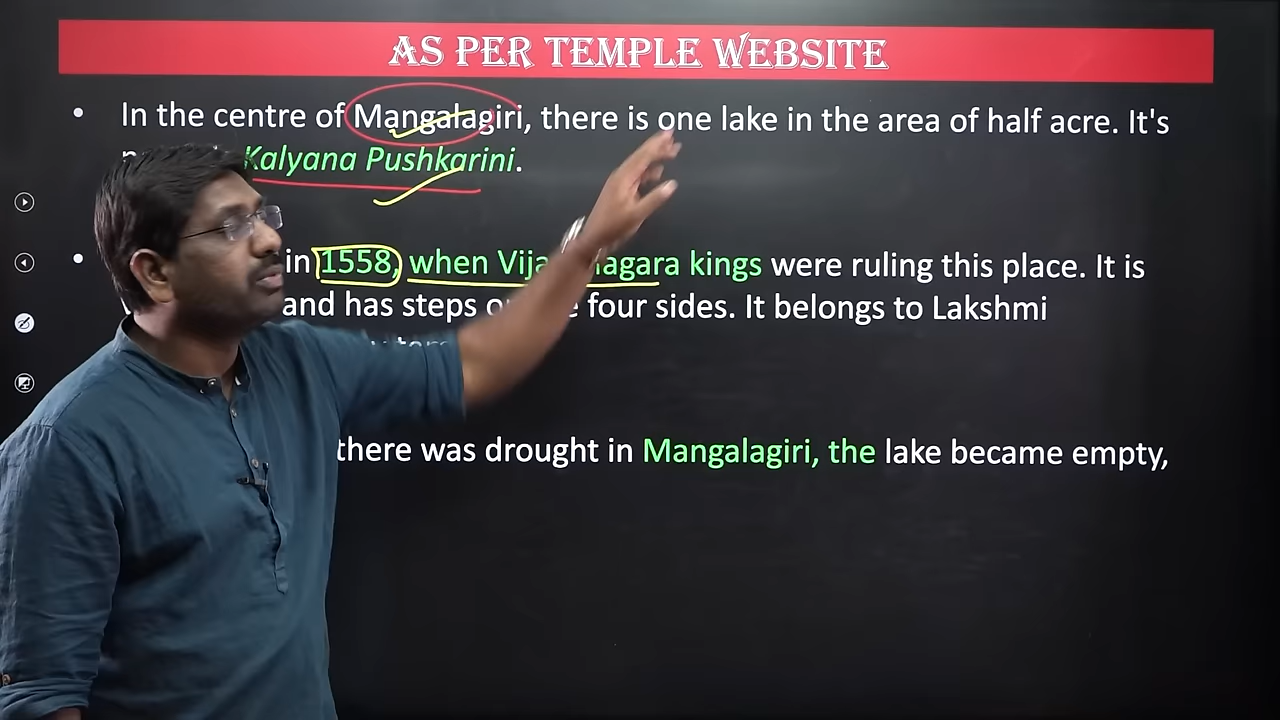 AS PER TEMPLE WEBSITE
• In the centre of Mangalagiri, there is one lake in the area of half acre. It's
Kalyana Pushkarini.
• in 1558, when kings were ruling this place. It is
and has steps four sides. It belongs to Lakshmi
there was drought in Mangalagiri, the lake became empty,